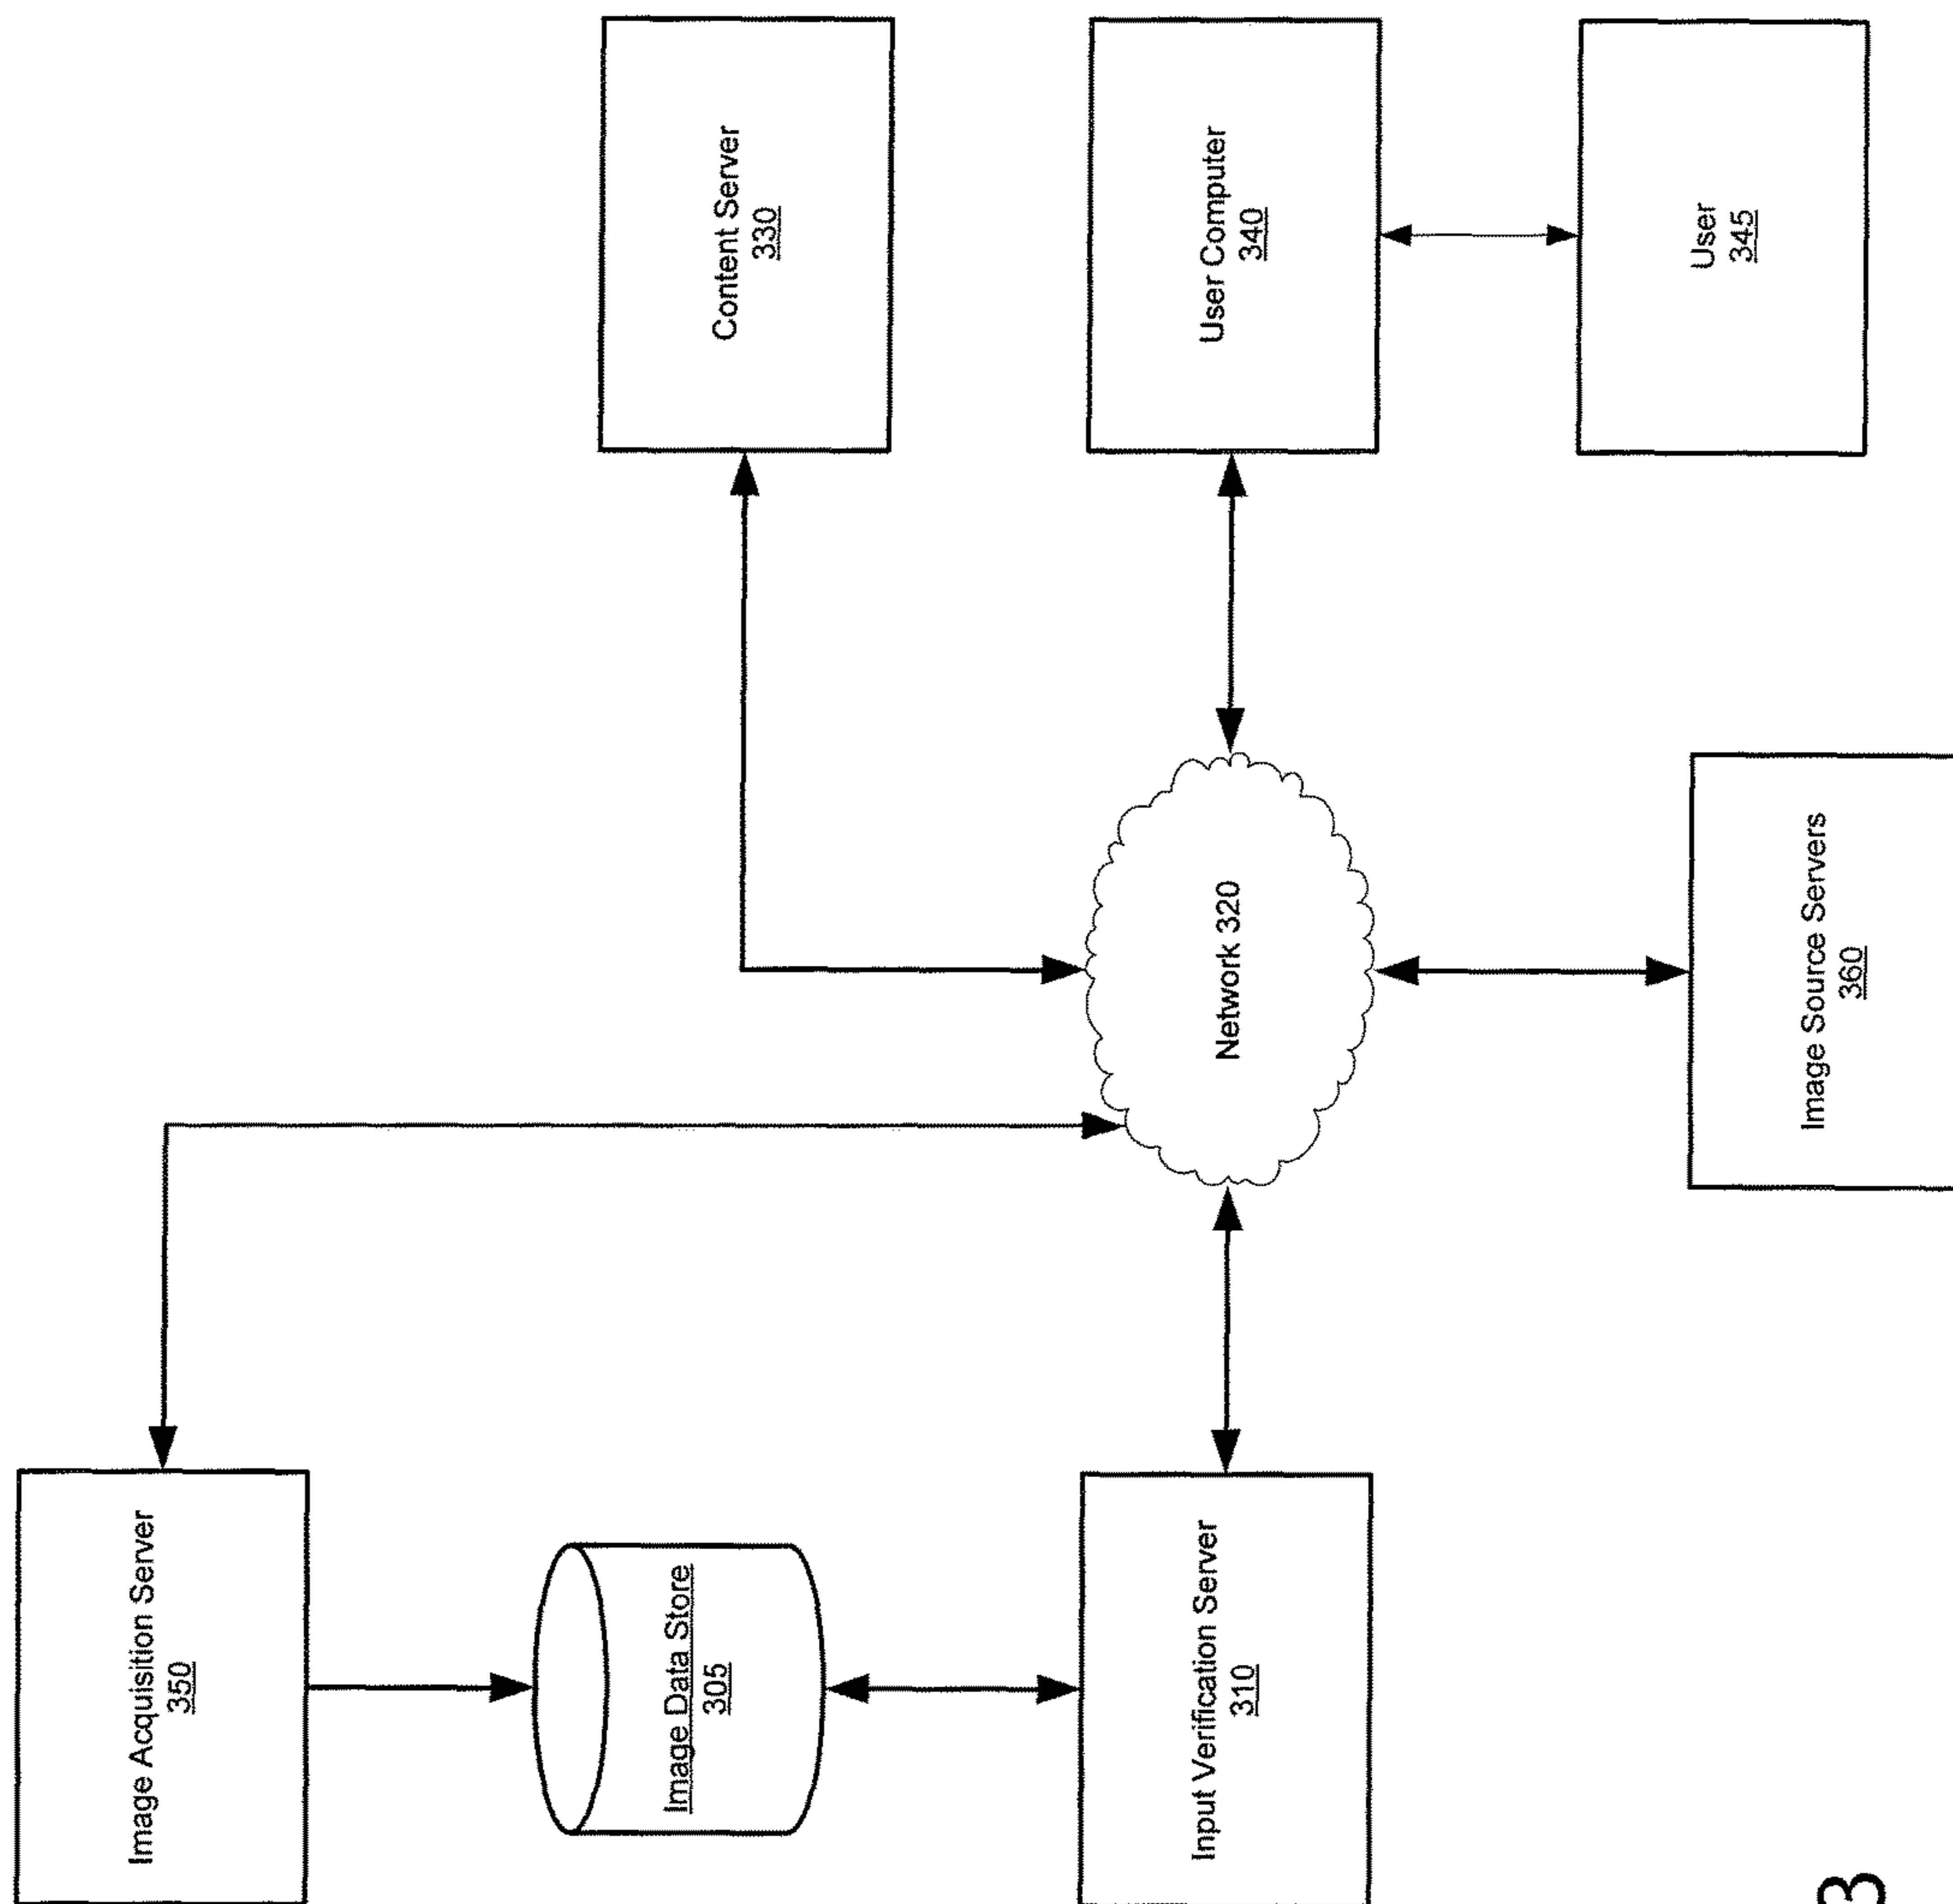 Image Acquisition Server
350
Image Data Store
305
Input Verification Server
310
Network 320
Content Server
330
User Computer
340
User
345
Image Source Servers
360
3